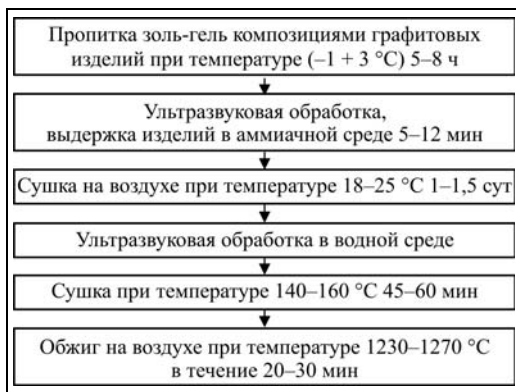 Пропитка золь-гель композициями графитовых
изделий при температуре (–1 + 3 °C) 5–8 ч
Ультразвуковая обработка,
выдержка изделий в аммиачной среде 5–12 мин
Сушка на воздухе при температуре 18–25 °C 1–1,5 сут
Ультразвуковая обработка в водной среде
Сушка при температуре 140–160 °C 45–60 мин
Обжиг на воздухе при температуре 1230–1270 °C
в течение 20–30 мин